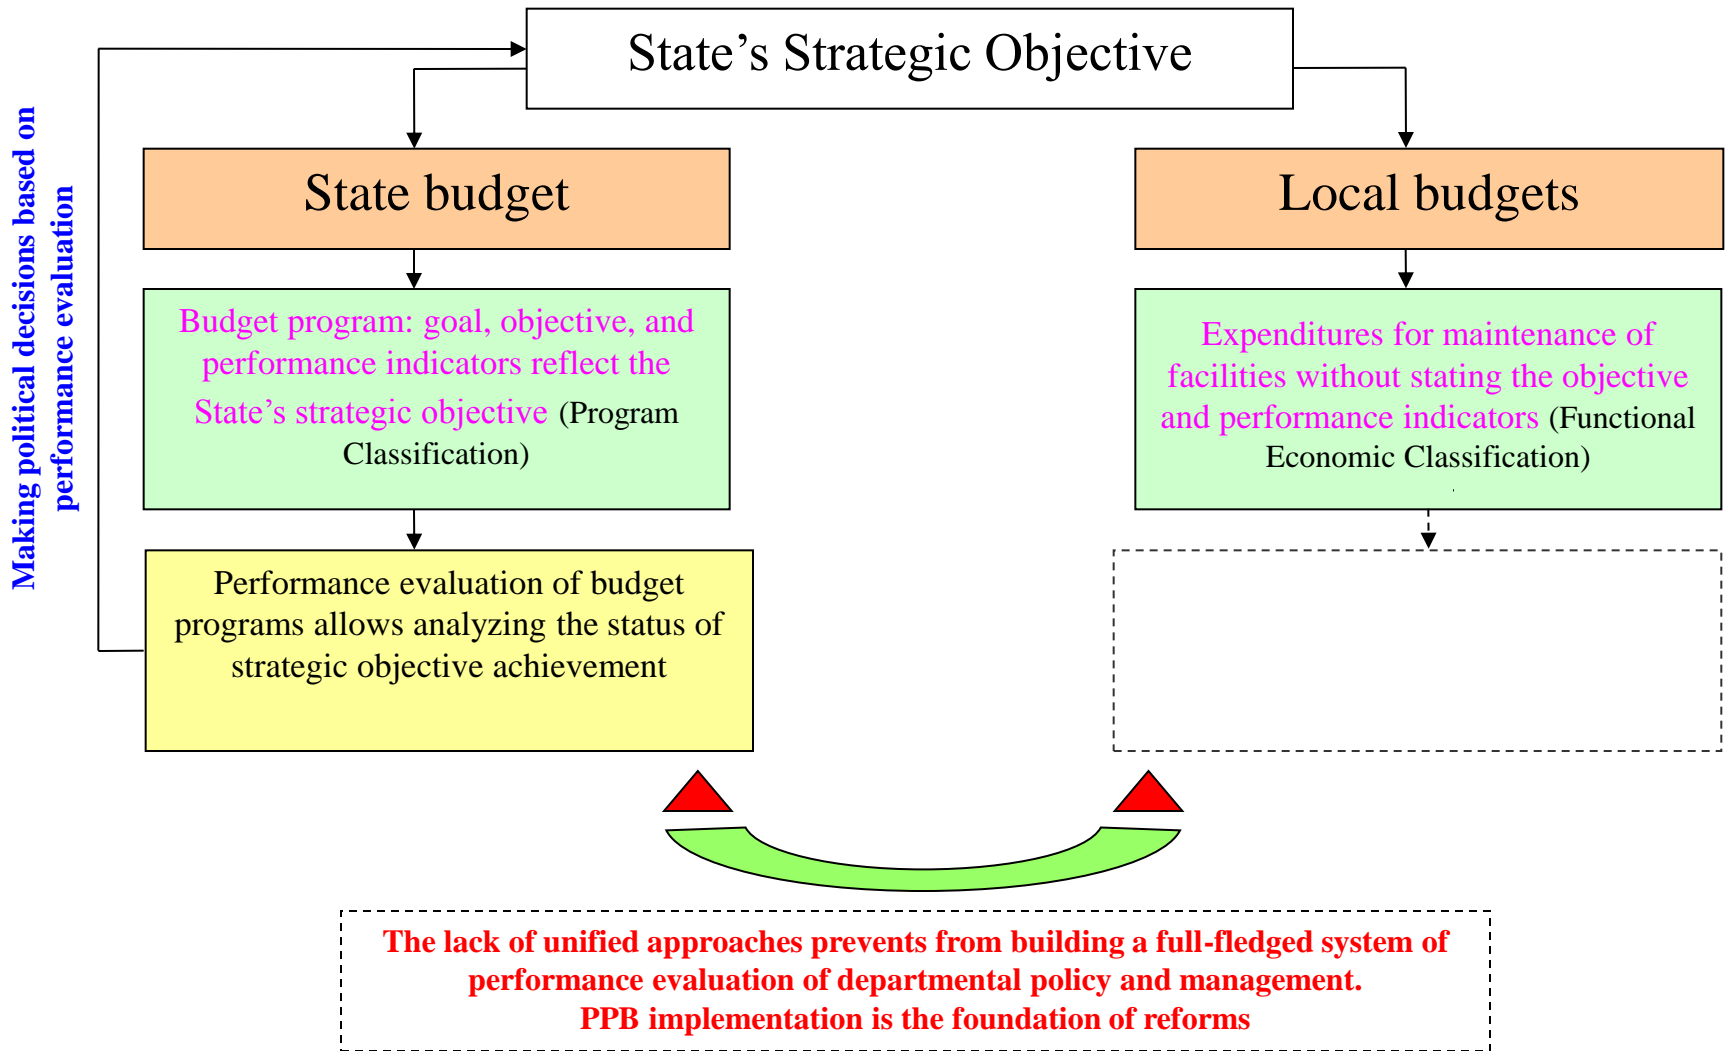 State’s Strategic Objective
Making political decisions based on
performance evaluation
State budget
Local budgets
Budget program: goal, objective, and
performance indicators reflect the
State’s strategic objective (Program
Classification)
Expenditures for maintenance of
facilities without stating the objective
and performance indicators (Functional
Economic Classification)
.
Performance evaluation of budget
programs allows analyzing the status of
strategic objective achievement
The lack of unified approaches prevents from building a full-fledged system of
performance evaluation of departmental policy and management.
PPB implementation is the foundation of reforms